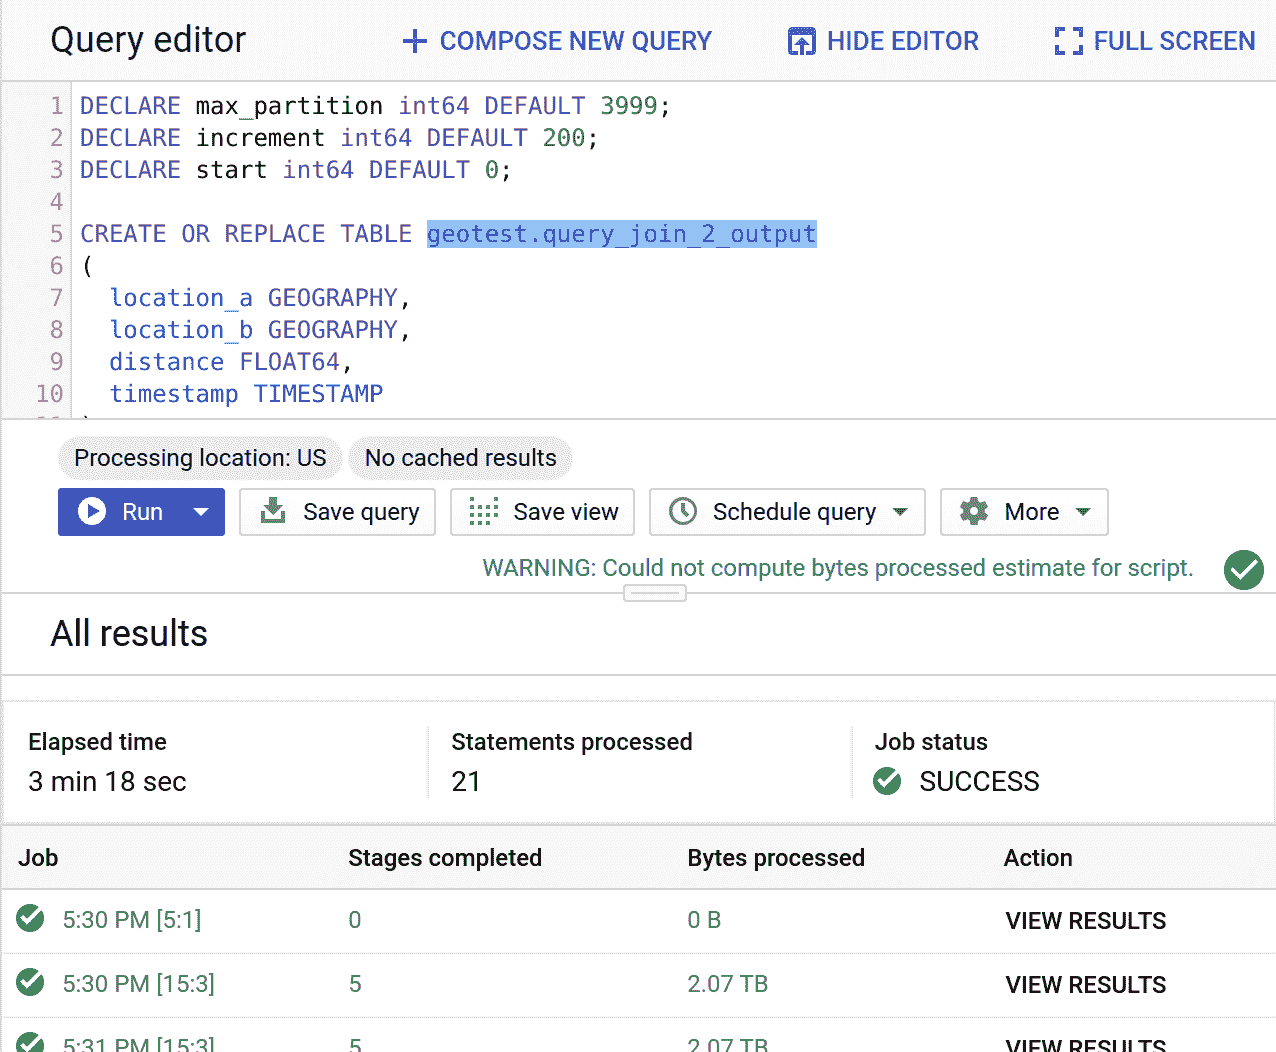 Query editor
COMPOSE NEW QUERY
HIDE EDITOR
FULL SCREEN
1 DECLARE max_partition int64 DEFAULT 3999;
2 DECLARE increment int64 DEFAULT 200;
3 DECLARE start int64 DEFAULT 0;
4
5 CREATE OR REPLACE TABLE geotest.query_join_2_output
6 (
7 location_a GEOGRAPHY,
8 location_b GEOGRAPHY,
9 distance FLOAT64,
10 timestamp TIMESTAMP
Processing location: US
No cached results
Run
Save query
Save view
Schedule query
More
WARNING: Could not compute bytes processed estimate for script.
All results
Elapsed time
3 min 18 sec
Statements processed
21
Job status
SUCCESS
Job Stages completed Bytes processed Action
5:30 PM [5:1] 0 0 B VIEW RESULTS
5:30 PM [15:3] 5 2.07 TB VIEW RESULTS
5:31 PM [15:3] 5 2.07 TB VIEW RESULTS